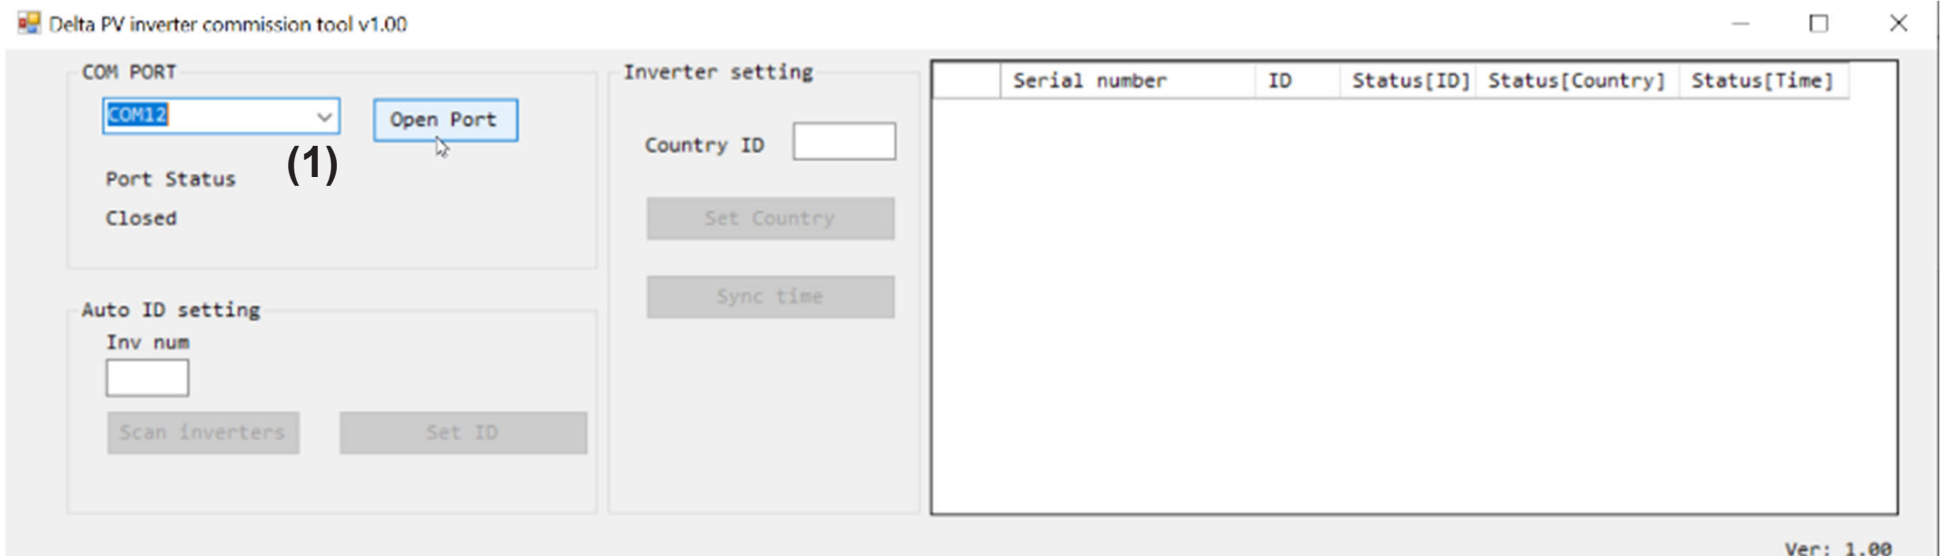 Delta PV inverter commission tool v1.00
COM PORT
COM12
Open Port
(1)
Port Status
Closed
Auto ID setting
Inv num
Scan inverters
Set ID
Inverter setting
Country ID
Set Country
Sync time
Serial number ID Status[ID] Status[Country] Status[Time]
Ver: 1.00